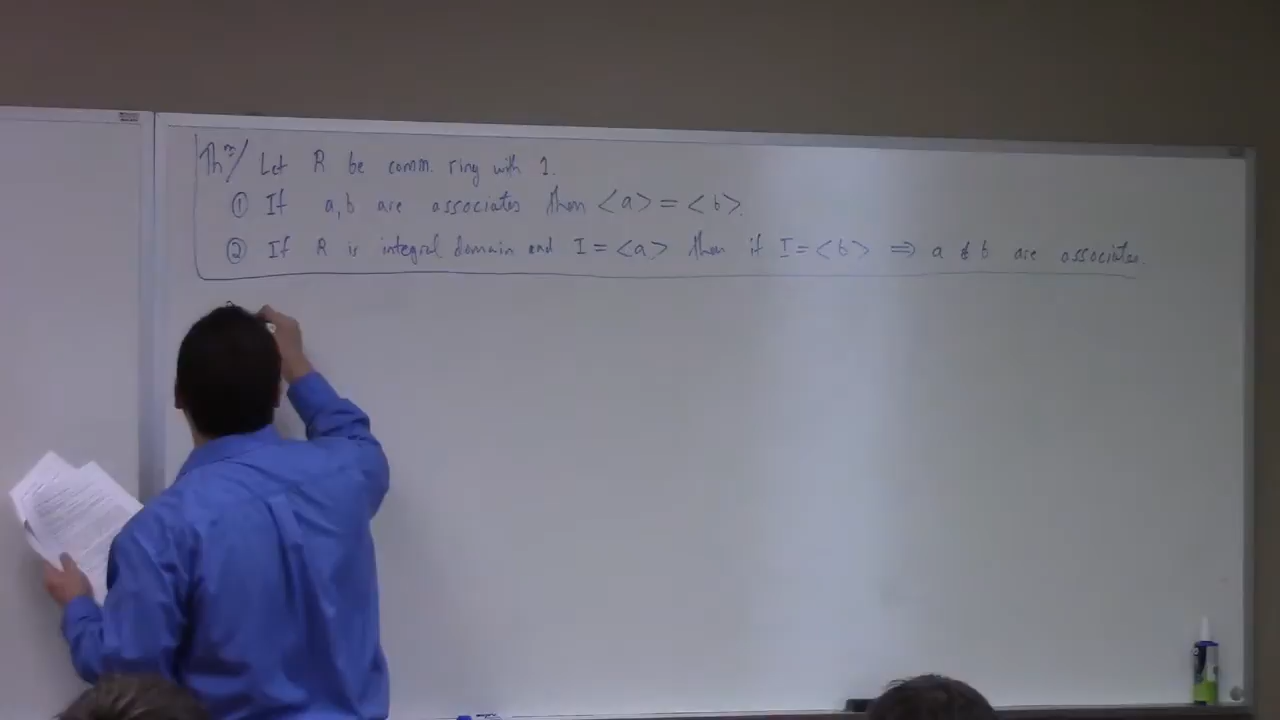 Thm/ Let R be comm. ring with 1.
① If a,b are associates then <a> = <b>.
② If R is integral domain and I = <a> then if I = <b> ⇒ a & b are associates.